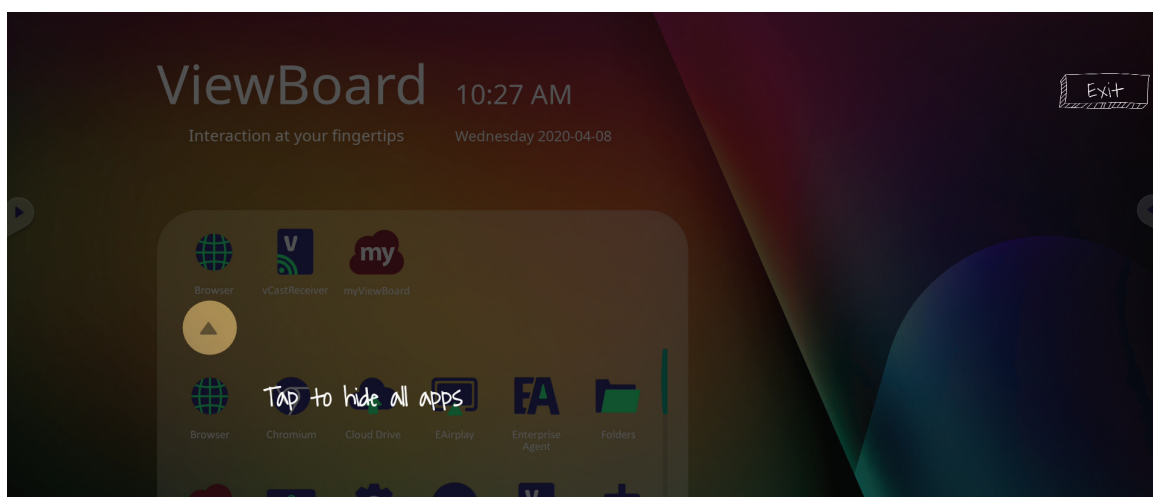 ViewBoard
10:27 AM
Exit
Interaction at your fingertips
Wednesday 2020-04-08
V
my
Browser
vCastReceiver
myViewBoard
Tap to hide all apps
EA
Browser
Chromium
Cloud Drive
EAirplay
Enterprise
Agent
Folders
V